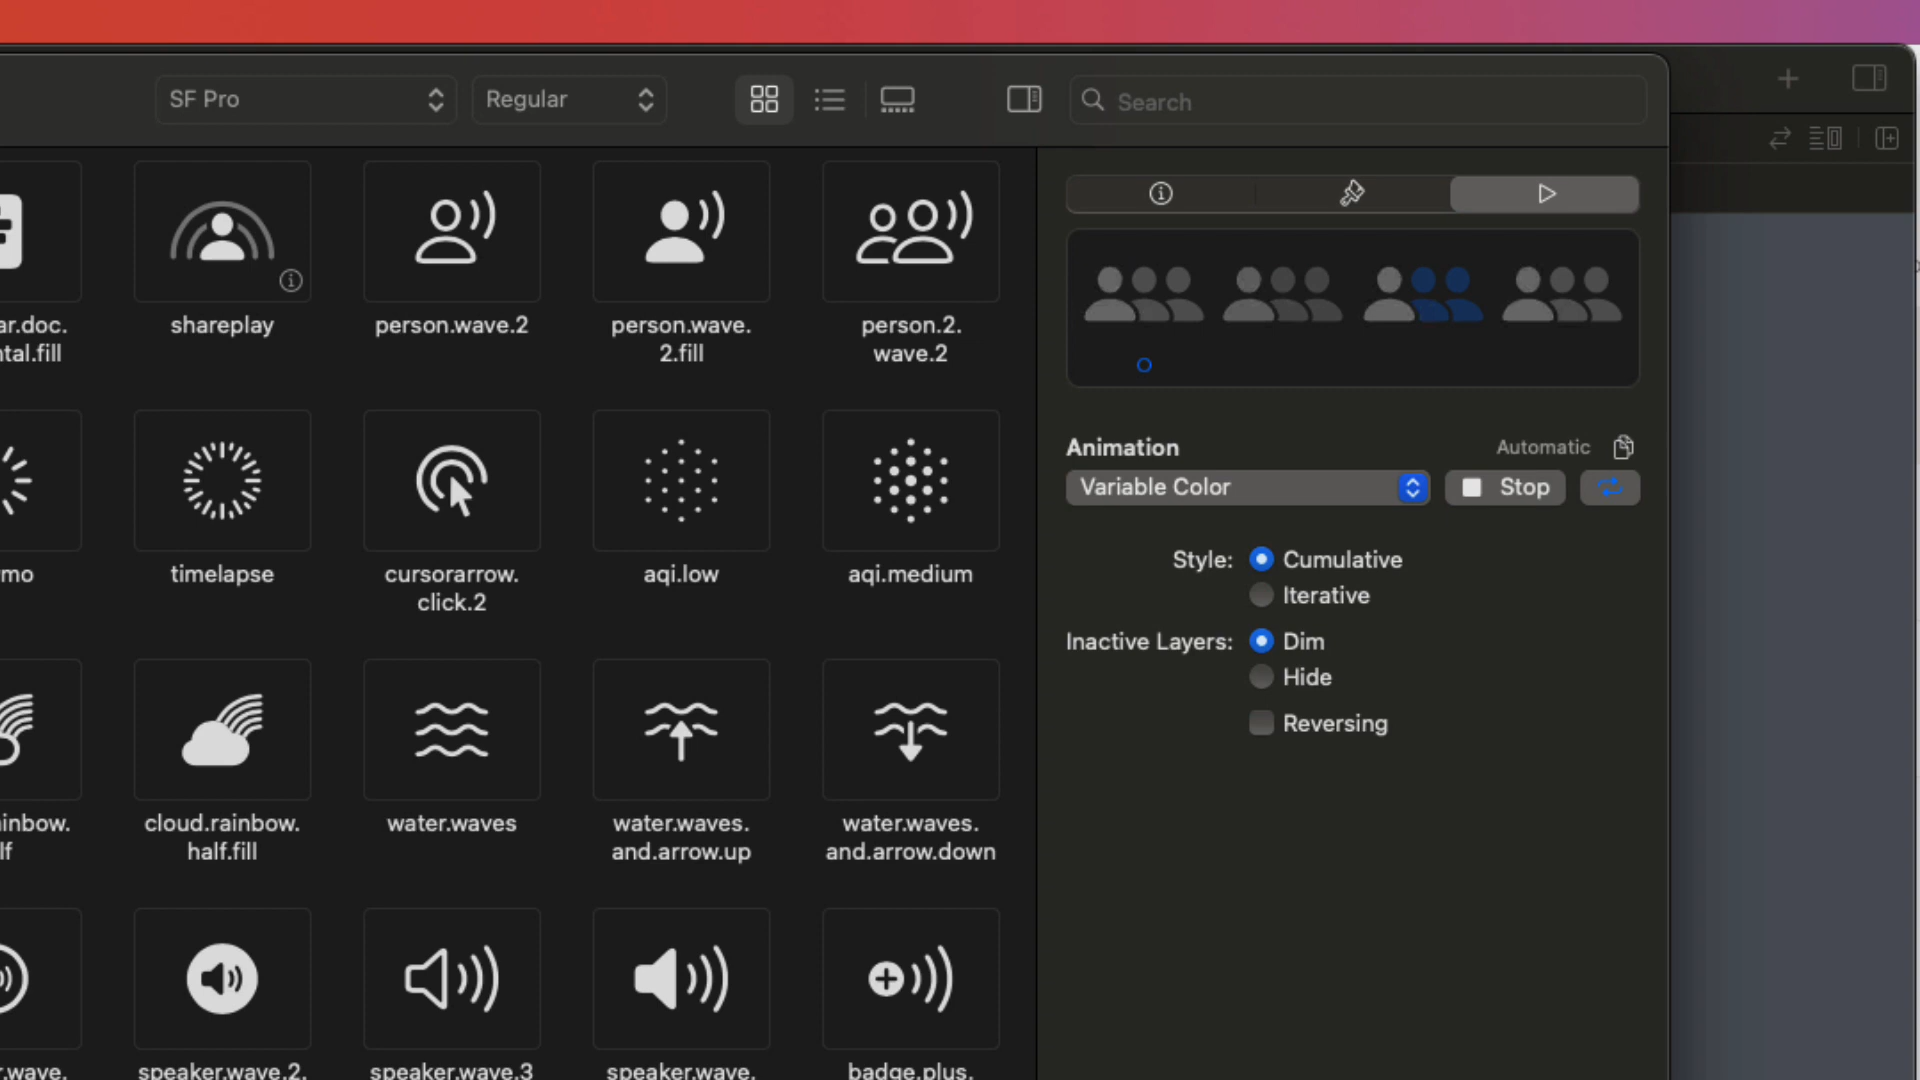 SF Pro
Regular
Search
ar.doc.
tal.fill
shareplay
person.wave.2
person.wave.
2.fill
person.2.
wave.2
Animation
Automatic
Variable Color
Stop
Style:
Cumulative
Iterative
Inactive Layers:
Dim
Hide
Reversing
mo
timelapse
cursorarrow.
click.2
aqi.low
aqi.medium
inbow.
lf
cloud.rainbow.
half.fill
water.waves
water.waves.
and.arrow.up
water.waves.
and.arrow.down
.wave.
speaker.wave.2.
speaker.wave.3
speaker.wave.
badge.plus.